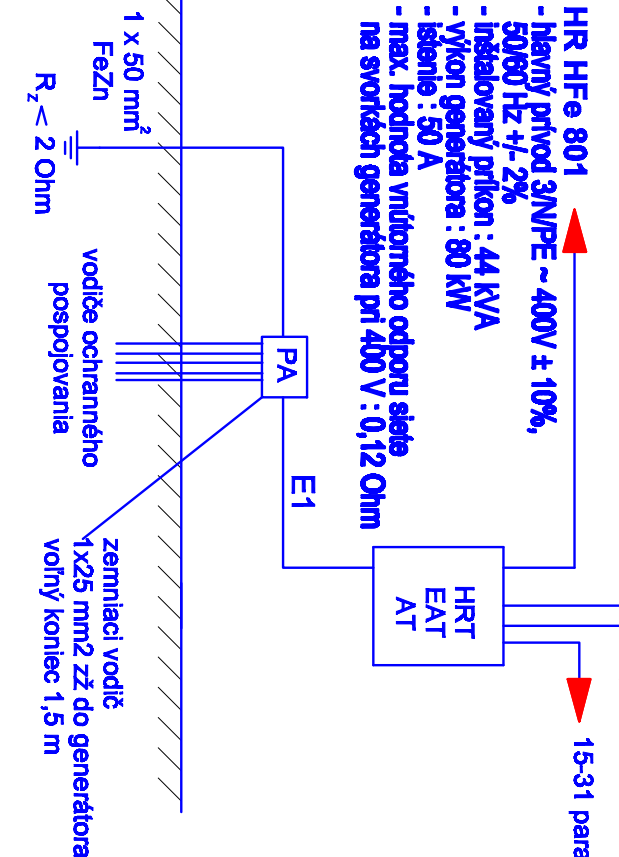 HR HFe 801
- hlavný prívod 3/N/PE ~ 400V ± 10%,
50/60 Hz +/- 2%
- inštalovaný príkon : 44 kVA
- výkon generátora : 80 kW
- istenie : 50 A
- max. hodnota vnútorného odporu siete
na svorkách generátora pri 400 V : 0,12 Ohm
15-31 para
HRT
EAT
AT
E1
PA
1 x 50 mm²
FeZn
Rz < 2 Ohm
vodiče ochranného
pospojovania
zemniaci vodič
1x25 mm2 zž do generátora
voľný koniec 1,5 m